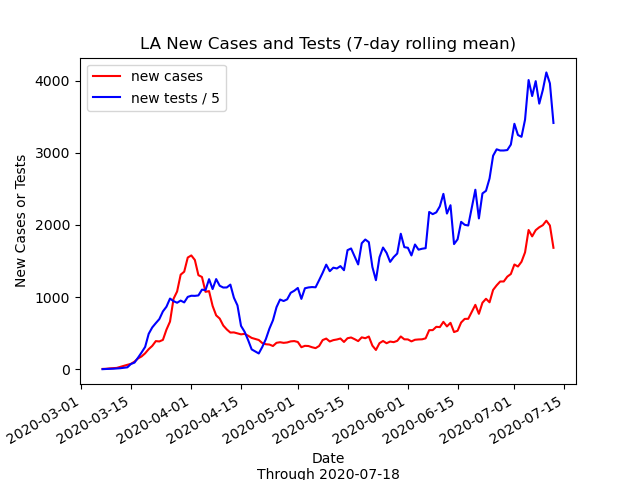 LA New Cases and Tests (7-day rolling mean)
new cases
new tests / 5
New Cases or Tests
4000
3000
2000
1000
0
2020-03-01
2020-03-15
2020-04-01
2020-04-15
2020-05-01
2020-05-15
2020-06-01
2020-06-15
2020-07-01
2020-07-15
Date
Through 2020-07-18